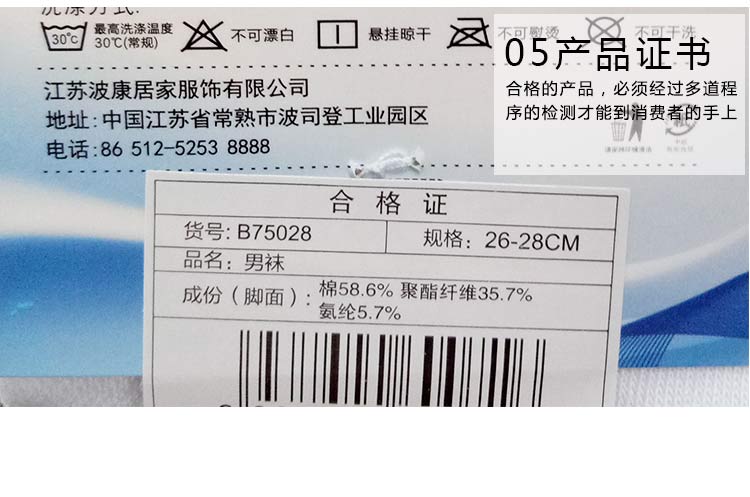 洗涤方式:
30℃
最高洗涤温度
30℃(常规)
不可漂白
悬挂晾干
不可熨烫
不可干洗
05产品证书
合格的产品，必须经过多道程
序的检测才能到消费者的手上
江苏波康居家服饰有限公司
地址: 中国江苏省常熟市波司登工业园区
电话: 86 512-5253 8888
合格证
货号: B75028
规格: 26-28CM
品名: 男袜
成份（脚面）: 棉58.6% 聚酯纤维35.7%
氨纶5.7%